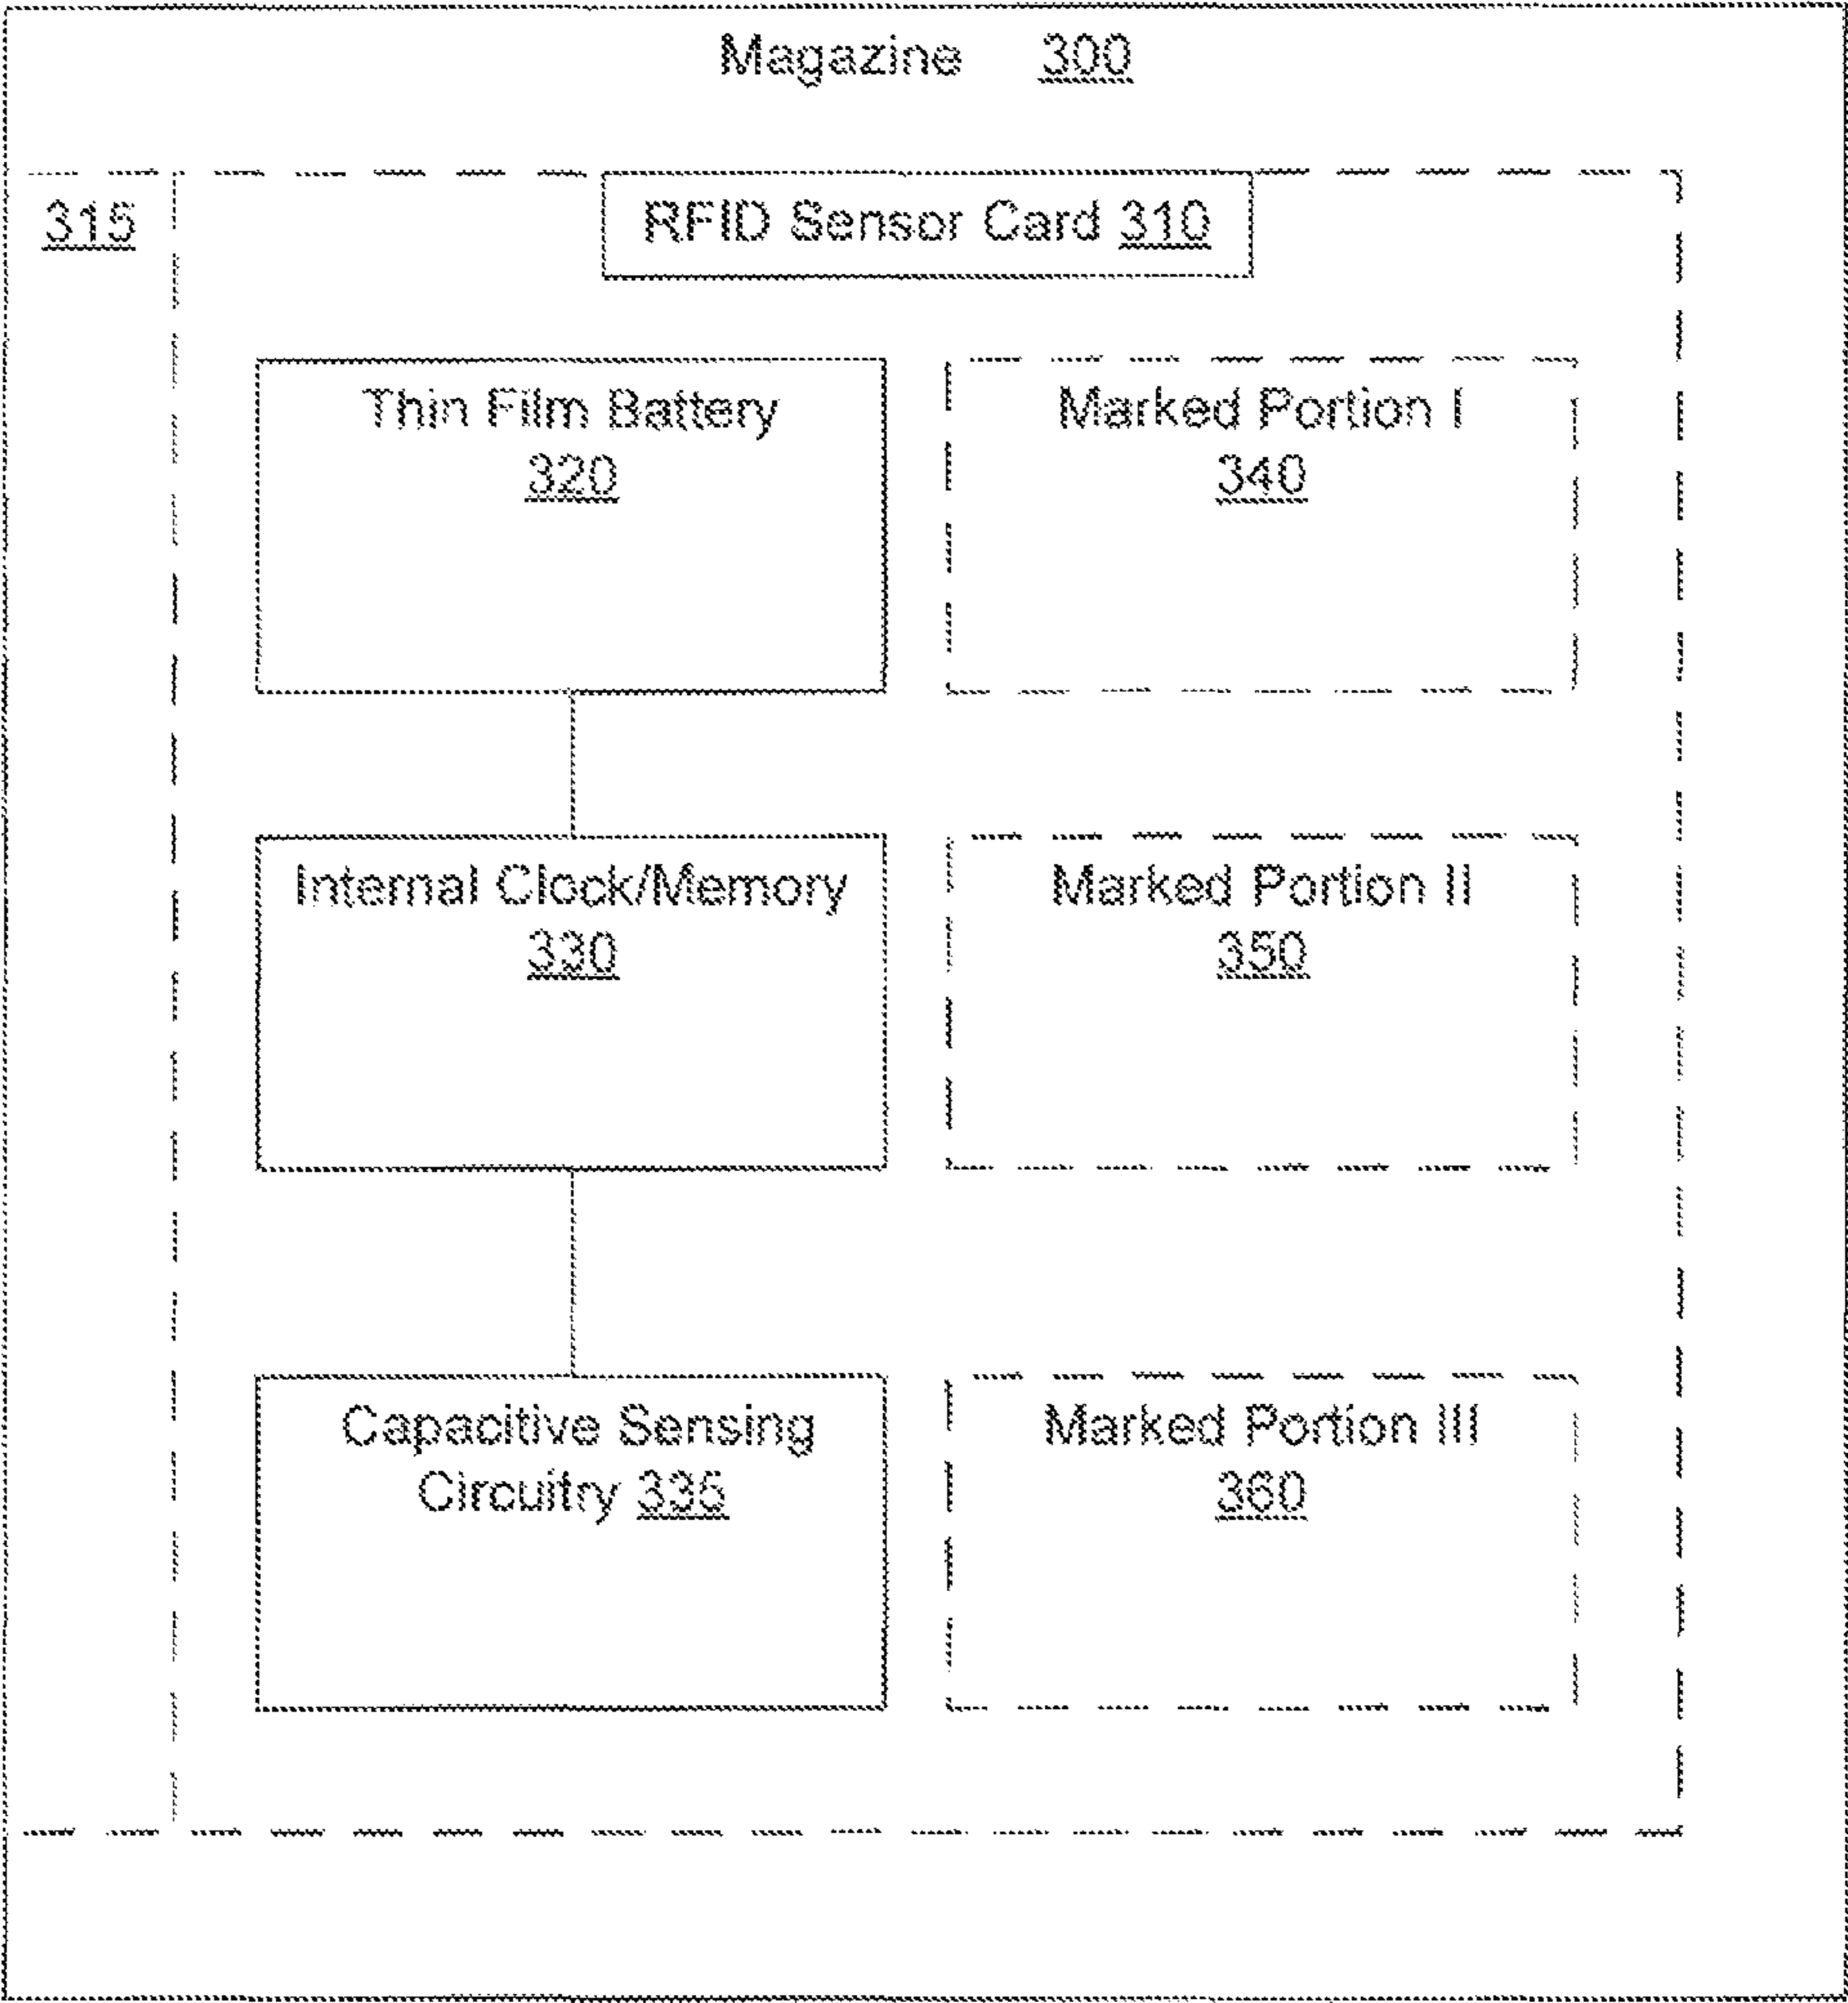 Magazine 300
315
RFID Sensor Card 310
Thin Film Battery
320
Marked Portion I
340
Internal Clock/Memory
330
Marked Portion II
350
Capacitive Sensing
Circuitry 335
Marked Portion III
360